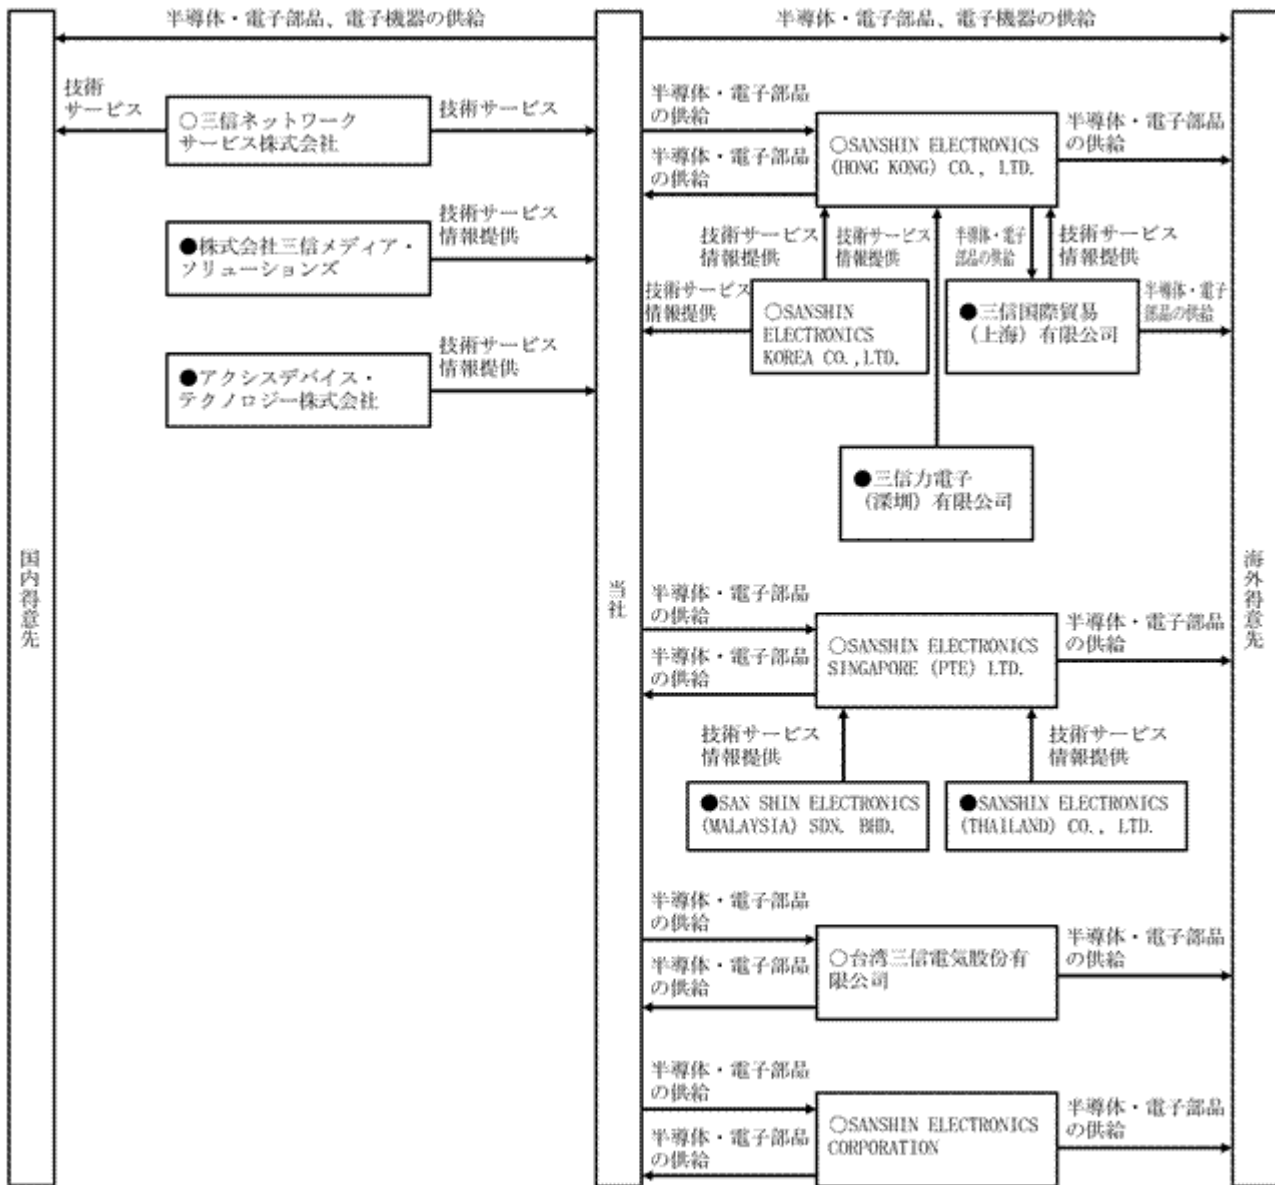 半導体・電子部品、電子機器の供給
半導体・電子部品、電子機器の供給
国内得意先
当社
海外得意先
技術
サービス
○三信ネットワーク
サービス株式会社
技術サービス
●株式会社三信メディア・
ソリューションズ
技術サービス
情報提供
●アクシスデバイス・
テクノロジー株式会社
技術サービス
情報提供
半導体・電子部品
の供給
半導体・電子部品
の供給
○SANSHIN ELECTRONICS
(HONG KONG) CO., LTD.
半導体・電子部品
の供給
技術サービス
情報提供
技術サービス
情報提供
半導体・電子
部品の供給
技術サービス
情報提供
技術サービス
情報提供
○SANSHIN
ELECTRONICS
KOREA CO.,LTD.
●三信国際貿易
(上海) 有限公司
半導体・電子
部品の供給
●三信力電子
(深圳) 有限公司
半導体・電子部品
の供給
半導体・電子部品
の供給
○SANSHIN ELECTRONICS
SINGAPORE (PTE) LTD.
半導体・電子部品
の供給
技術サービス
情報提供
技術サービス
情報提供
●SAN SHIN ELECTRONICS
(MALAYSIA) SDN. BHD.
●SANSHIN ELECTRONICS
(THAILAND) CO., LTD.
半導体・電子部品
の供給
半導体・電子部品
の供給
○台湾三信電気股份有
限公司
半導体・電子部品
の供給
半導体・電子部品
の供給
半導体・電子部品
の供給
○SANSHIN ELECTRONICS
CORPORATION
半導体・電子部品
の供給